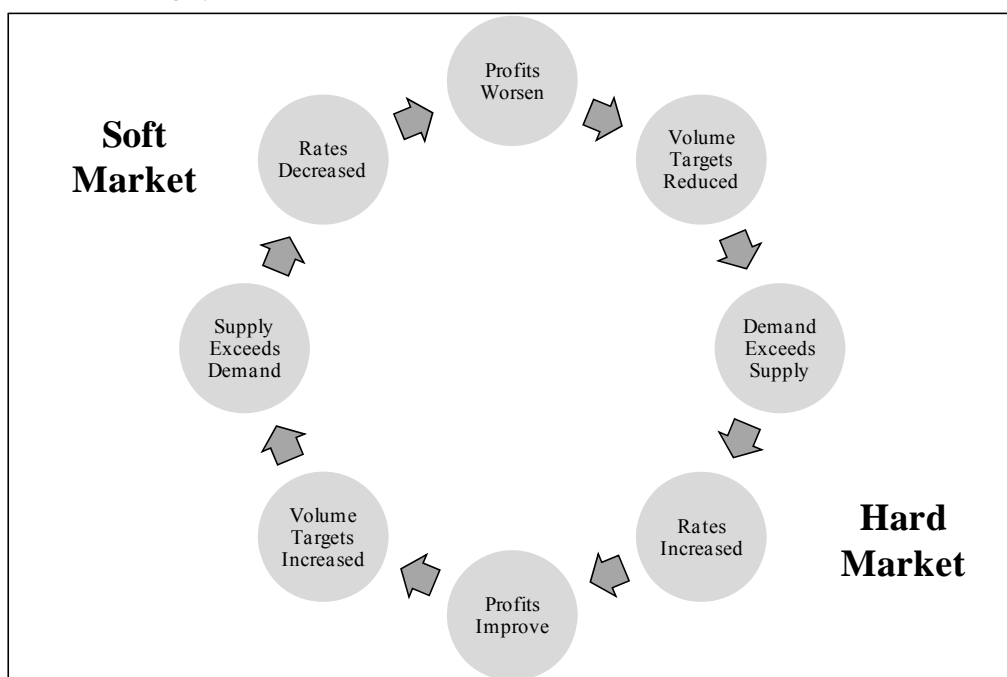 Profits
Worsen
Volume
Targets
Reduced
Demand
Exceeds
Supply
Rates
Increased
Profits
Improve
Volume
Targets
Increased
Supply
Exceeds
Demand
Rates
Decreased
Soft
Market
Hard
Market